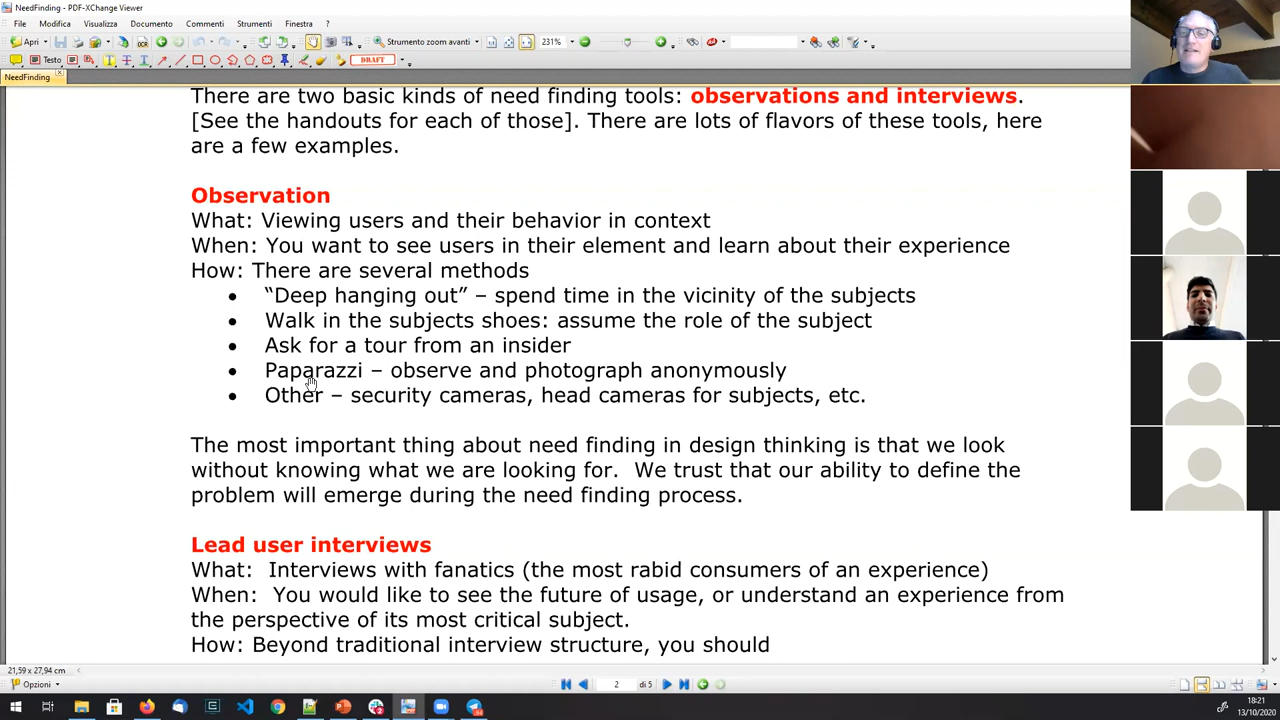 NeedFinding - PDF-XChange Viewer
File Modifica Visualizza Documento Commenti Strumenti Finestra ?
Apri OCR Strumento zoom avanti 231%
Testo DRAFT
NeedFinding
There are two basic kinds of need finding tools: observations and interviews.
[See the handouts for each of those]. There are lots of flavors of these tools, here
are a few examples.
Observation
What: Viewing users and their behavior in context
When: You want to see users in their element and learn about their experience
How: There are several methods
• “Deep hanging out” – spend time in the vicinity of the subjects
• Walk in the subjects shoes: assume the role of the subject
• Ask for a tour from an insider
• Paparazzi – observe and photograph anonymously
• Other – security cameras, head cameras for subjects, etc.
The most important thing about need finding in design thinking is that we look
without knowing what we are looking for. We trust that our ability to define the
problem will emerge during the need finding process.
Lead user interviews
What: Interviews with fanatics (the most rabid consumers of an experience)
When: You would like to see the future of usage, or understand an experience from
the perspective of its most critical subject.
How: Beyond traditional interview structure, you should
21,59 x 27,94 cm
Opzioni 2 di 5
18:21
13/10/2020